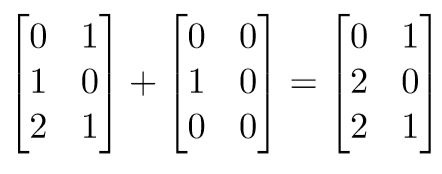 [0 1] [0 0] [0 1]
[1 0] + [1 0] = [2 0]
[2 1] [0 0] [2 1]